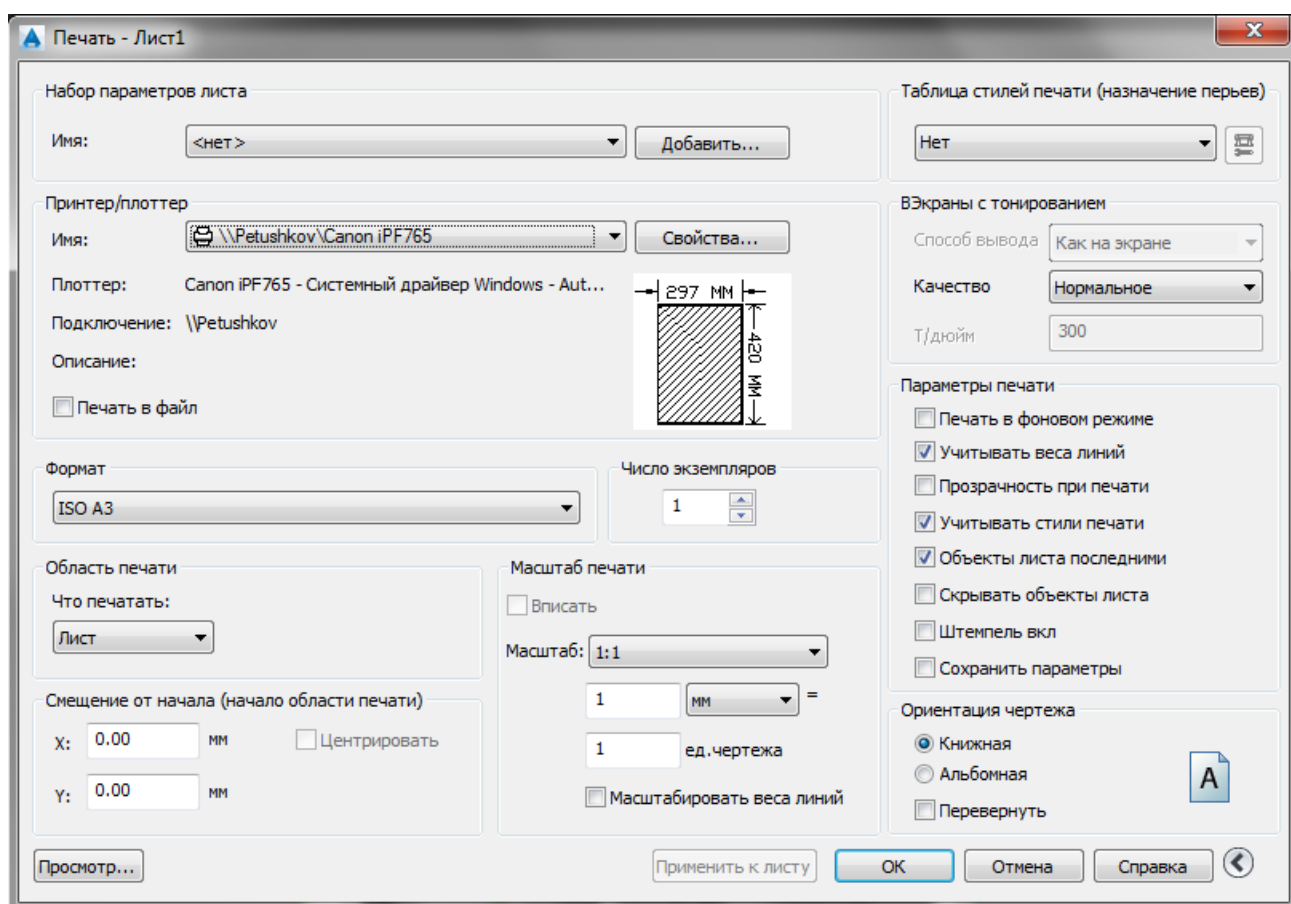 Печать - Лист1
Набор параметров листа
Имя:
<нет>
Добавить...
Таблица стилей печати (назначение перьев)
Нет
Принтер/плоттер
Имя:
\\Petushkov\Canon iPF765
Свойства...
Плоттер:
Canon iPF765 - Системный драйвер Windows - Aut...
Подключение:
\\Petushkov
Описание:
Печать в файл
297 MM
420 MM
ВЭкраны с тонированием
Способ вывода
Как на экране
Качество
Нормальное
Т/дюйм
300
Формат
ISO A3
Число экземпляров
1
Параметры печати
Печать в фоновом режиме
Учитывать веса линий
Прозрачность при печати
Учитывать стили печати
Объекты листа последними
Скрывать объекты листа
Штемпель вкл
Сохранить параметры
Область печати
Что печатать:
Лист
Масштаб печати
Вписать
Масштаб:
1:1
1
мм
=
1
ед.чертежа
Масштабировать веса линий
Смещение от начала (начало области печати)
X:
0.00
мм
Центрировать
Y:
0.00
мм
Ориентация чертежа
Книжная
Альбомная
Перевернуть
A
Просмотр...
Применить к листу
ОК
Отмена
Справка